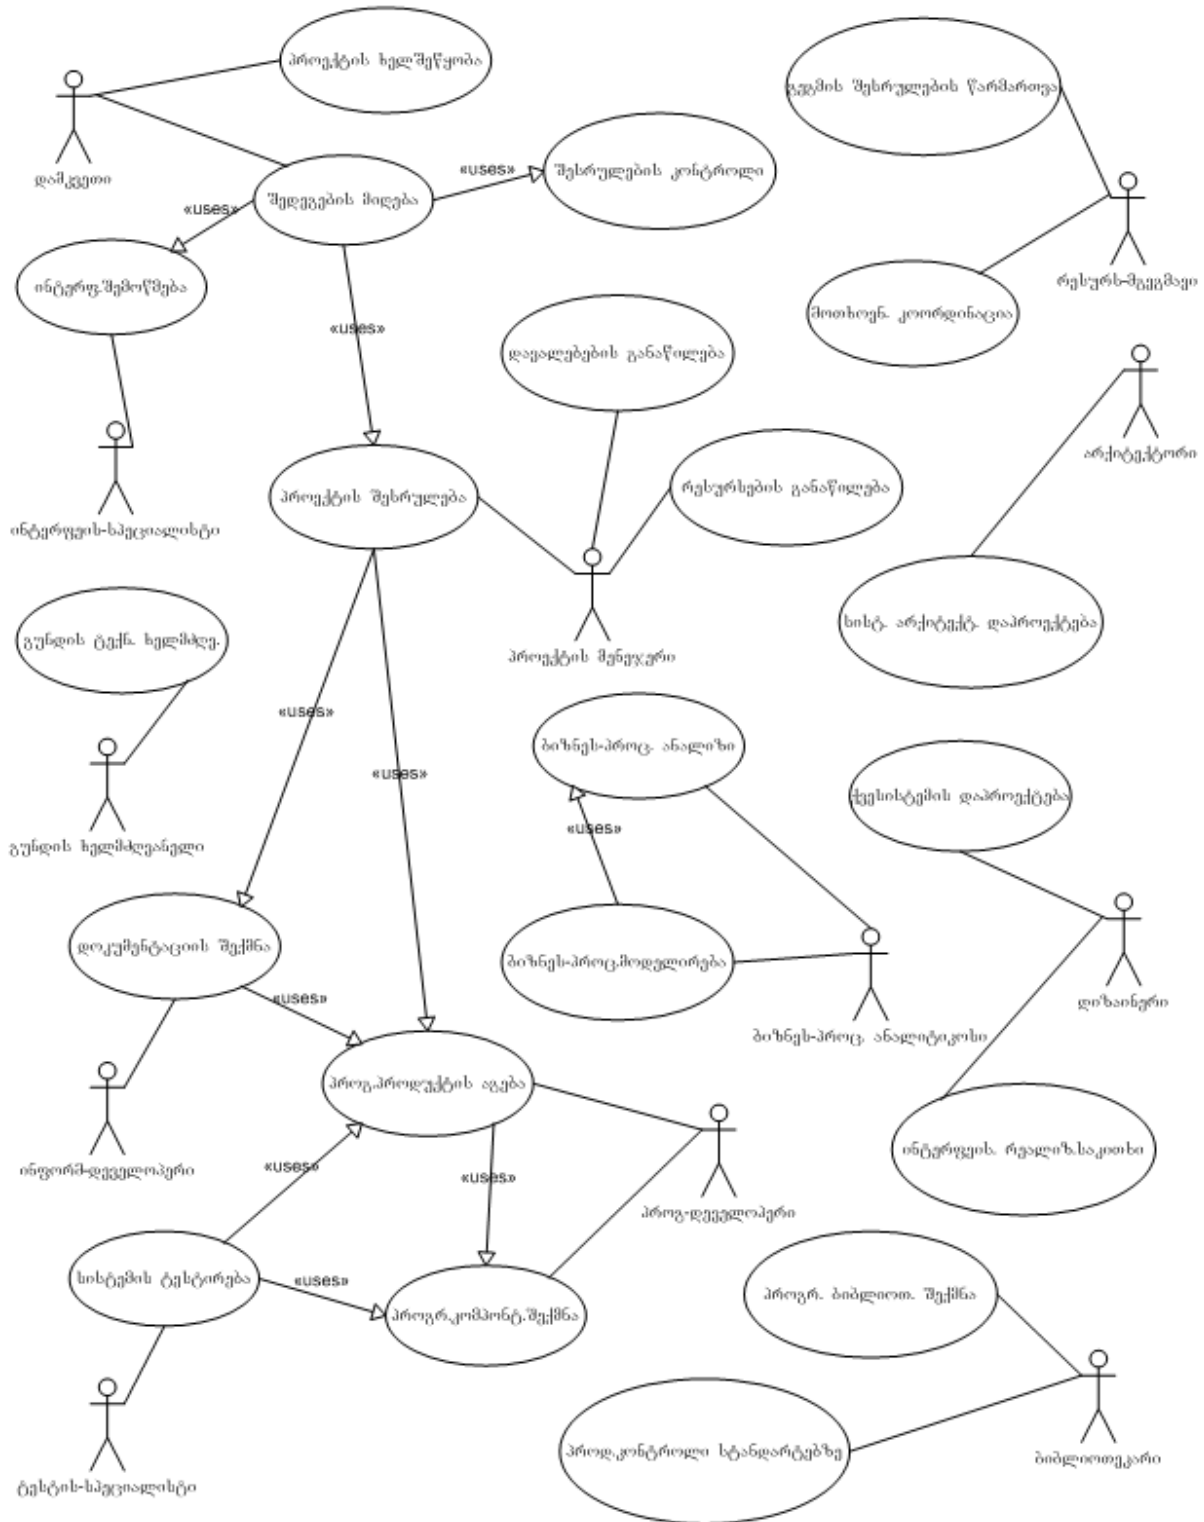 პროექტის ხელშეწყობა
დამკვეთი
გეგმის შესრულების წარმართვა
«uses»
შესრულების კონტროლი
შედეგების მიღება
«uses»
ინტერფ.შემოწმება
რესურს-მგეგმავი
მოთხოვნ. კოორდინაცია
«uses»
დავალებების განაწილება
არქიტექტორი
პროექტის შესრულება
რესურსების განაწილება
ინტერფეის-სპეციალისტი
გუნდის ტექნ. ხელმძღვ.
სისტ. არქიტექტ. დაპროექტება
პროექტის მენეჯერი
«uses»
ბიზნეს-პროც. ანალიზი
«uses»
ქვესისტემის დაპროექტება
«uses»
გუნდის ხელმძღვანელი
დოკუმენტაციის შექმნა
ბიზნეს-პროც.მოდელირება
«uses»
დიზაინერი
ბიზნეს-პროც. ანალიტიკოსი
პროგ.პროდუქტის აგება
ინფორმ-დეველოპერი
«uses»
«uses»
ინტერფეის. რეალიზ.საკითხი
პროგ-დეველოპერი
სისტემის ტესტირება
«uses»
პროგრ.კომპონტ.შექმნა
პროგრ. ბიბლიოთ. შექმნა
პროდ.კონტროლი სტანდარტებზე
ბიბლიოთეკარი
ტესტის-სპეციალისტი